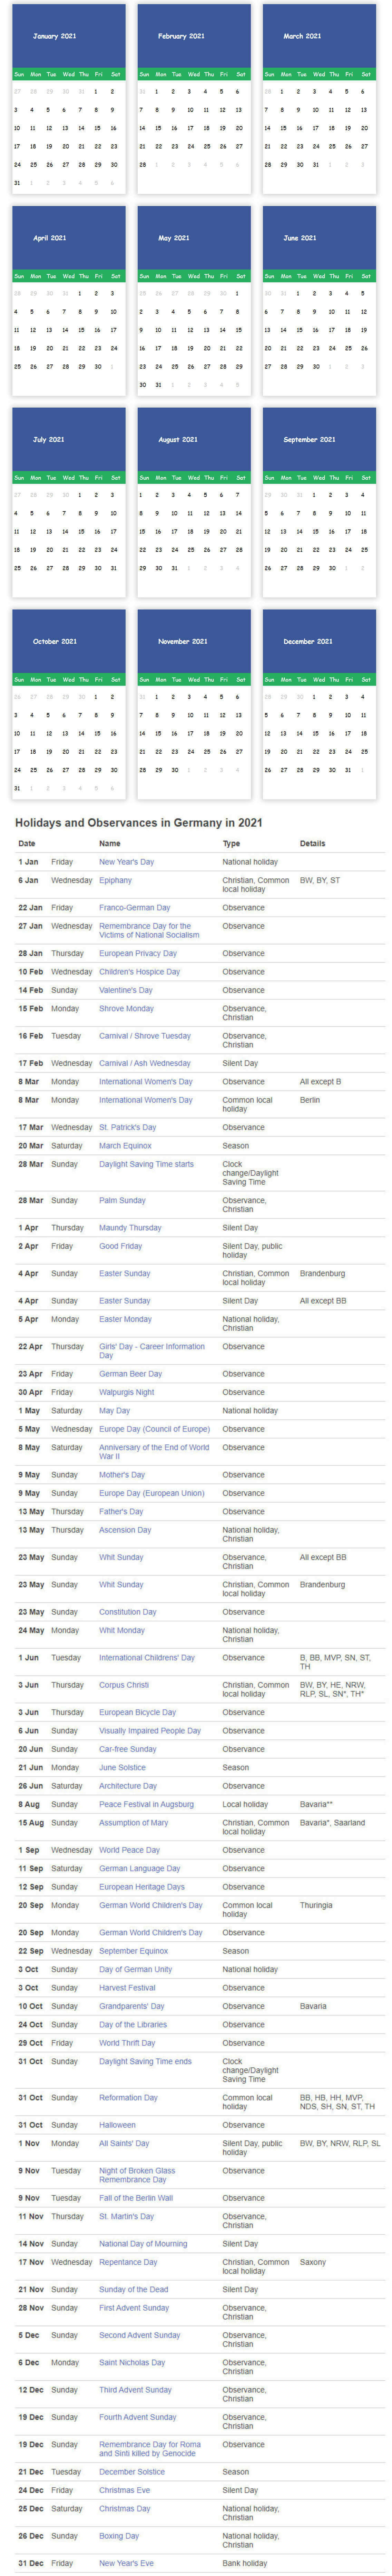 January 2021 February 2021 March 2021
Sun Mon Tue Wed Thu Fri Sat Sun Mon Tue Wed Thu Fri Sat Sun Mon Tue Wed Thu Fri Sat
27 28 29 30 31 1 2 31 1 2 3 4 5 6 28 1 2 3 4 5 6
3 4 5 6 7 8 9 7 8 9 10 11 12 13 7 8 9 10 11 12 13
10 11 12 13 14 15 16 14 15 16 17 18 19 20 14 15 16 17 18 19 20
17 18 19 20 21 22 23 21 22 23 24 25 26 27 21 22 23 24 25 26 27
24 25 26 27 28 29 30 28 1 2 3 4 5 6 28 29 30 31 1 2 3
31 1 2 3 4 5 6
April 2021 May 2021 June 2021
Sun Mon Tue Wed Thu Fri Sat Sun Mon Tue Wed Thu Fri Sat Sun Mon Tue Wed Thu Fri Sat
28 29 30 31 1 2 3 25 26 27 28 29 30 1 30 31 1 2 3 4 5
4 5 6 7 8 9 10 2 3 4 5 6 7 8 6 7 8 9 10 11 12
11 12 13 14 15 16 17 9 10 11 12 13 14 15 13 14 15 16 17 18 19
18 19 20 21 22 23 24 16 17 18 19 20 21 22 20 21 22 23 24 25 26
25 26 27 28 29 30 1 23 24 25 26 27 28 29 27 28 29 30 1 2 3
30 31 1 2 3 4 5
July 2021 August 2021 September 2021
Sun Mon Tue Wed Thu Fri Sat Sun Mon Tue Wed Thu Fri Sat Sun Mon Tue Wed Thu Fri Sat
27 28 29 30 1 2 3 1 2 3 4 5 6 7 29 30 31 1 2 3 4
4 5 6 7 8 9 10 8 9 10 11 12 13 14 5 6 7 8 9 10 11
11 12 13 14 15 16 17 15 16 17 18 19 20 21 12 13 14 15 16 17 18
18 19 20 21 22 23 24 22 23 24 25 26 27 28 19 20 21 22 23 24 25
25 26 27 28 29 30 31 29 30 31 1 2 3 4 26 27 28 29 30 1 2
October 2021 November 2021 December 2021
Sun Mon Tue Wed Thu Fri Sat Sun Mon Tue Wed Thu Fri Sat Sun Mon Tue Wed Thu Fri Sat
26 27 28 29 30 1 2 31 1 2 3 4 5 6 28 29 30 1 2 3 4
3 4 5 6 7 8 9 7 8 9 10 11 12 13 5 6 7 8 9 10 11
10 11 12 13 14 15 16 14 15 16 17 18 19 20 12 13 14 15 16 17 18
17 18 19 20 21 22 23 21 22 23 24 25 26 27 19 20 21 22 23 24 25
24 25 26 27 28 29 30 28 29 30 1 2 3 4 26 27 28 29 30 31 1
31 1 2 3 4 5 6
Holidays and Observances in Germany in 2021
Date Name Type Details
1 Jan Friday New Year's Day National holiday
6 Jan Wednesday Epiphany Christian, Common BW, BY, ST
local holiday
22 Jan Friday Franco-German Day Observance
27 Jan Wednesday Remembrance Day for the Observance
Victims of National Socialism
28 Jan Thursday European Privacy Day Observance
10 Feb Wednesday Children's Hospice Day Observance
14 Feb Sunday Valentine's Day Observance
15 Feb Monday Shrove Monday Observance,
Christian
16 Feb Tuesday Carnival / Shrove Tuesday Observance,
Christian
17 Feb Wednesday Carnival / Ash Wednesday Silent Day
8 Mar Monday International Women's Day Observance All except B
8 Mar Monday International Women's Day Common local Berlin
holiday
17 Mar Wednesday St. Patrick's Day Observance
20 Mar Saturday March Equinox Season
28 Mar Sunday Daylight Saving Time starts Clock
change/Daylight
Saving Time
28 Mar Sunday Palm Sunday Observance,
Christian
1 Apr Thursday Maundy Thursday Silent Day
2 Apr Friday Good Friday Silent Day, public
holiday
4 Apr Sunday Easter Sunday Christian, Common Brandenburg
local holiday
4 Apr Sunday Easter Sunday Silent Day All except BB
5 Apr Monday Easter Monday National holiday,
Christian
22 Apr Thursday Girls' Day - Career Information Observance
Day
23 Apr Friday German Beer Day Observance
30 Apr Friday Walpurgis Night Observance
1 May Saturday May Day National holiday
5 May Wednesday Europe Day (Council of Europe) Observance
8 May Saturday Anniversary of the End of World Observance
War II
9 May Sunday Mother's Day Observance
9 May Sunday Europe Day (European Union) Observance
13 May Thursday Father's Day Observance
13 May Thursday Ascension Day National holiday,
Christian
23 May Sunday Whit Sunday Observance, All except BB
Christian
23 May Sunday Whit Sunday Christian, Common Brandenburg
local holiday
23 May Sunday Constitution Day Observance
24 May Monday Whit Monday National holiday,
Christian
1 Jun Tuesday International Childrens' Day Observance B, BB, MVP, SN, ST,
TH
3 Jun Thursday Corpus Christi Christian, Common BW, BY, HE, NRW,
local holiday RLP, SL, SN*, TH*
3 Jun Thursday European Bicycle Day Observance
6 Jun Sunday Visually Impaired People Day Observance
20 Jun Sunday Car-free Sunday Observance
21 Jun Monday June Solstice Season
26 Jun Saturday Architecture Day Observance
8 Aug Sunday Peace Festival in Augsburg Local holiday Bavaria**
15 Aug Sunday Assumption of Mary Christian, Common Bavaria*, Saarland
local holiday
1 Sep Wednesday World Peace Day Observance
11 Sep Saturday German Language Day Observance
12 Sep Sunday European Heritage Days Observance
20 Sep Monday German World Children's Day Common local Thuringia
holiday
20 Sep Monday German World Children's Day Observance
22 Sep Wednesday September Equinox Season
3 Oct Sunday Day of German Unity National holiday
3 Oct Sunday Harvest Festival Observance
10 Oct Sunday Grandparents' Day Observance Bavaria
24 Oct Sunday Day of the Libraries Observance
29 Oct Friday World Thrift Day Observance
31 Oct Sunday Daylight Saving Time ends Clock
change/Daylight
Saving Time
31 Oct Sunday Reformation Day Common local BB, HB, HH, MVP,
holiday NDS, SH, SN, ST, TH
31 Oct Sunday Halloween Observance
1 Nov Monday All Saints' Day Silent Day, public BW, BY, NRW, RLP, SL
holiday
9 Nov Tuesday Night of Broken Glass Observance
Remembrance Day
9 Nov Tuesday Fall of the Berlin Wall Observance
11 Nov Thursday St. Martin's Day Observance,
Christian
14 Nov Sunday National Day of Mourning Silent Day
17 Nov Wednesday Repentance Day Christian, Common Saxony
local holiday
21 Nov Sunday Sunday of the Dead Silent Day
28 Nov Sunday First Advent Sunday Observance,
Christian
5 Dec Sunday Second Advent Sunday Observance,
Christian
6 Dec Monday Saint Nicholas Day Observance,
Christian
12 Dec Sunday Third Advent Sunday Observance,
Christian
19 Dec Sunday Fourth Advent Sunday Observance,
Christian
19 Dec Sunday Remembrance Day for Roma Observance
and Sinti killed by Genocide
21 Dec Tuesday December Solstice Season
24 Dec Friday Christmas Eve Silent Day
25 Dec Saturday Christmas Day National holiday,
Christian
26 Dec Sunday Boxing Day National holiday,
Christian
31 Dec Friday New Year's Eve Bank holiday